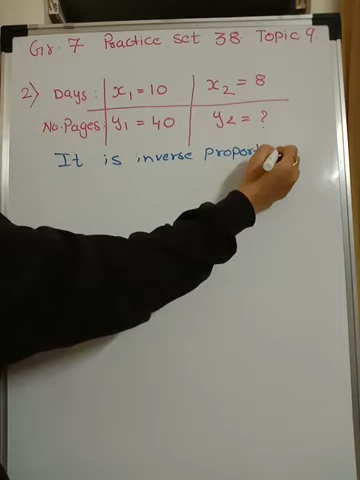 Gr. 7 Practice set 38 Topic 9
2) Days: x₁ = 10 x₂ = 8
No. Pages: y₁ = 40 y₂ = ?
It is inverse propor